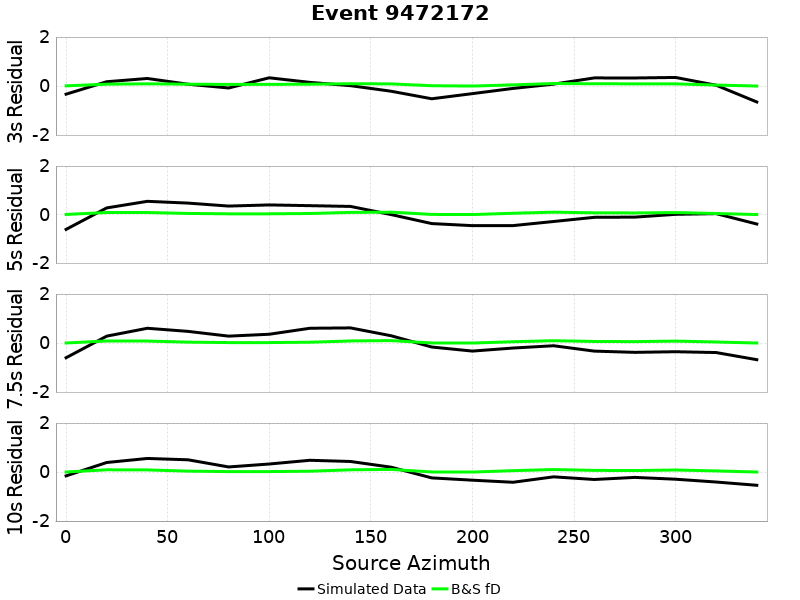 Event 9472172
3s Residual
2
0
-2
5s Residual
2
0
-2
7.5s Residual
2
0
-2
10s Residual
2
0
-2
0 50 100 150 200 250 300
Source Azimuth
Simulated Data B&S fD